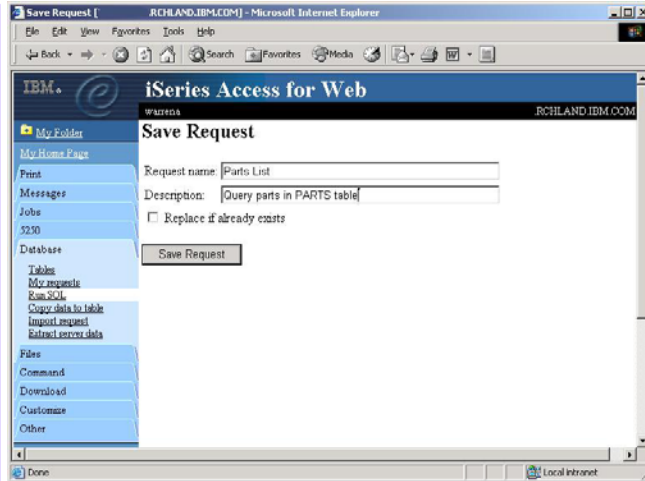 Save Request [ .RCHLAND.IBM.COM] - Microsoft Internet Explorer
File Edit View Favorites Tools Help
Back Search Favorites Media
IBM. iSeries Access for Web
warrena .RCHLAND.IBM.COM
My Folder
My Home Page
Print
Messages
Jobs
5250
Database
Tables
My requests
Run SQL
Copy data to table
Import request
Extract server data
Files
Command
Download
Customize
Other
Save Request
Request name: Parts List
Description: Query parts in PARTS table
Replace if already exists
Save Request
Done Local intranet